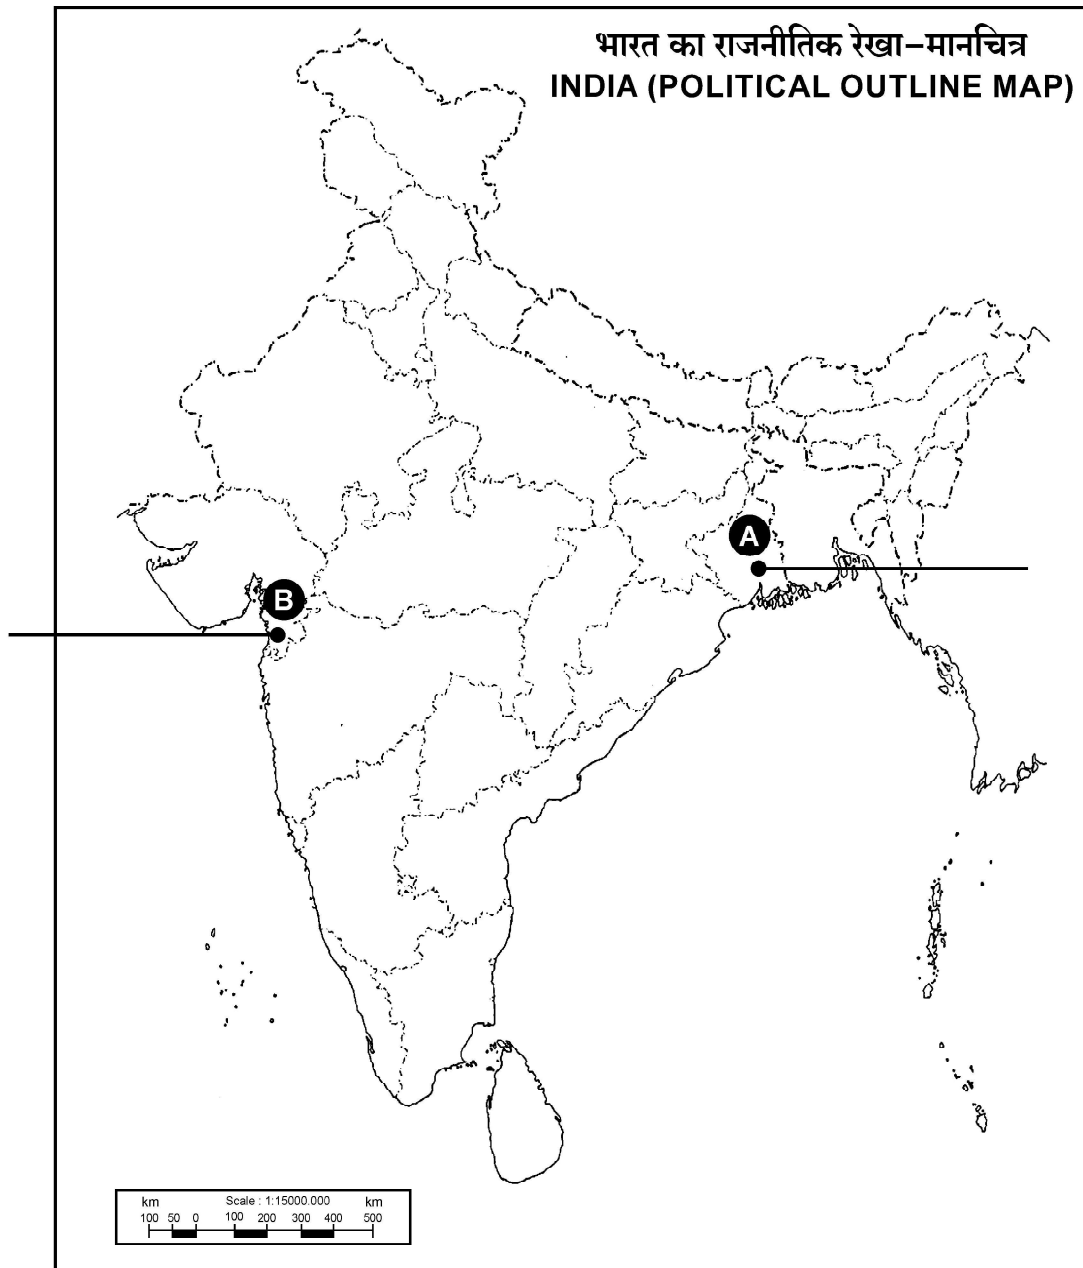 भारत का राजनीतिक रेखा–मानचित्र
INDIA (POLITICAL OUTLINE MAP)
A
B
km Scale : 1:15000.000 km
100 50 0 100 200 300 400 500